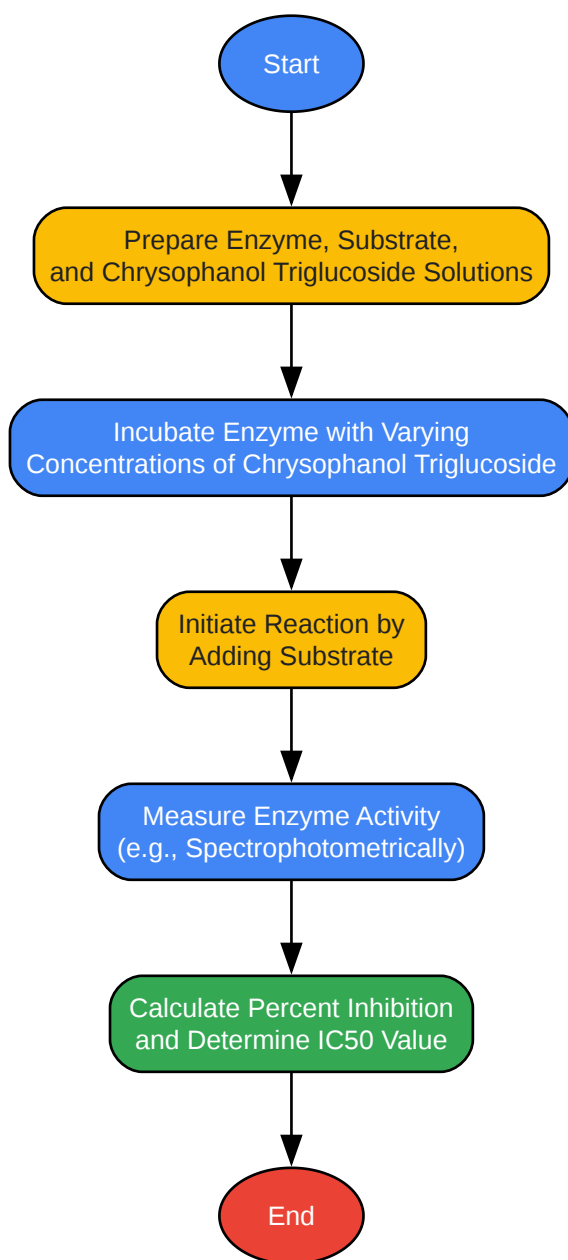 Start
Prepare Enzyme, Substrate,
and Chrysophanol Triglucoside Solutions
Incubate Enzyme with Varying
Concentrations of Chrysophanol Triglucoside
Initiate Reaction by
Adding Substrate
Measure Enzyme Activity
(e.g., Spectrophotometrically)
Calculate Percent Inhibition
and Determine IC50 Value
End